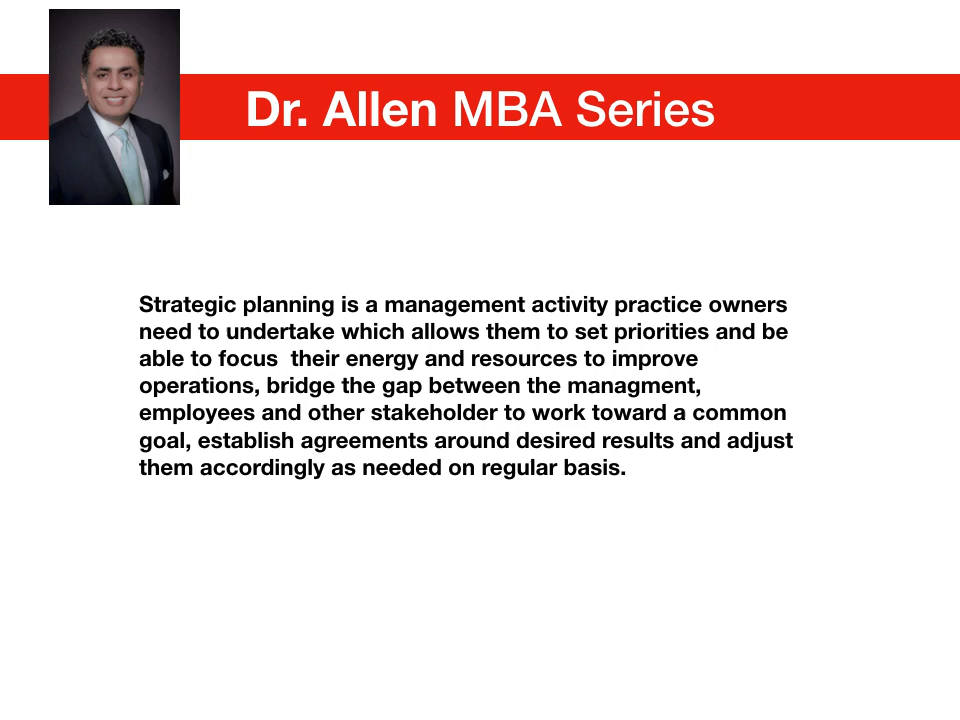 Dr. Allen MBA Series
Strategic planning is a management activity practice owners
need to undertake which allows them to set priorities and be
able to focus  their energy and resources to improve
operations, bridge the gap between the managment,
employees and other stakeholder to work toward a common
goal, establish agreements around desired results and adjust
them accordingly as needed on regular basis.